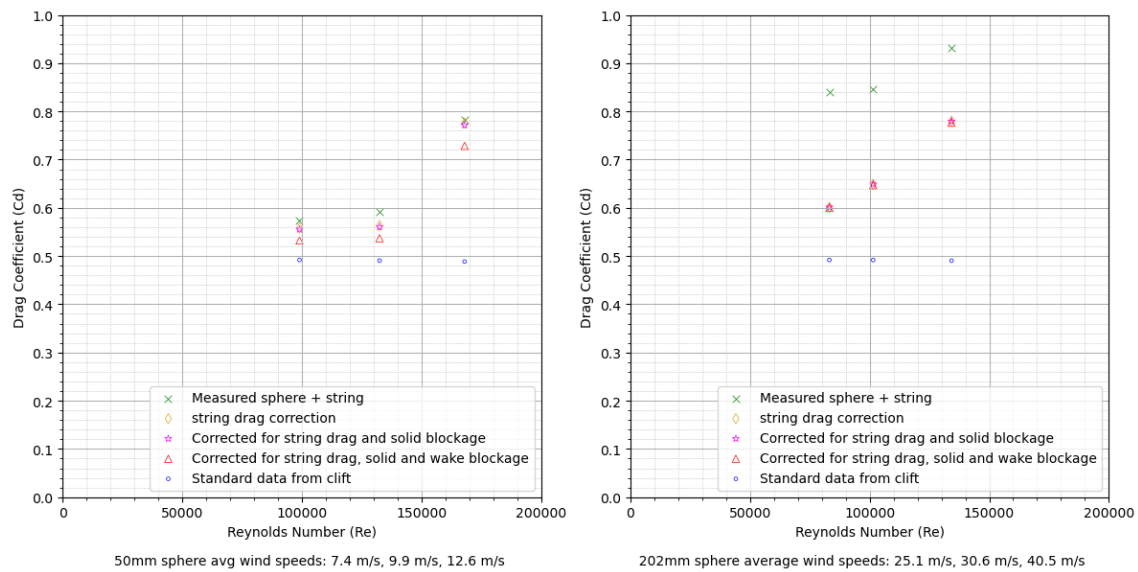 1.0
0.9
0.8
0.7
0.6
0.5
0.4
0.3
0.2
0.1
0.0
Drag Coefficient (Cd)
Measured sphere + string
string drag correction
Corrected for string drag and solid blockage
Corrected for string drag, solid and wake blockage
Standard data from clift
0 50000 100000 150000 200000
Reynolds Number (Re)
50mm sphere avg wind speeds: 7.4 m/s, 9.9 m/s, 12.6 m/s
1.0
0.9
0.8
0.7
0.6
0.5
0.4
0.3
0.2
0.1
0.0
Drag Coefficient (Cd)
Measured sphere + string
string drag correction
Corrected for string drag and solid blockage
Corrected for string drag, solid and wake blockage
Standard data from clift
0 50000 100000 150000 200000
Reynolds Number (Re)
202mm sphere average wind speeds: 25.1 m/s, 30.6 m/s, 40.5 m/s